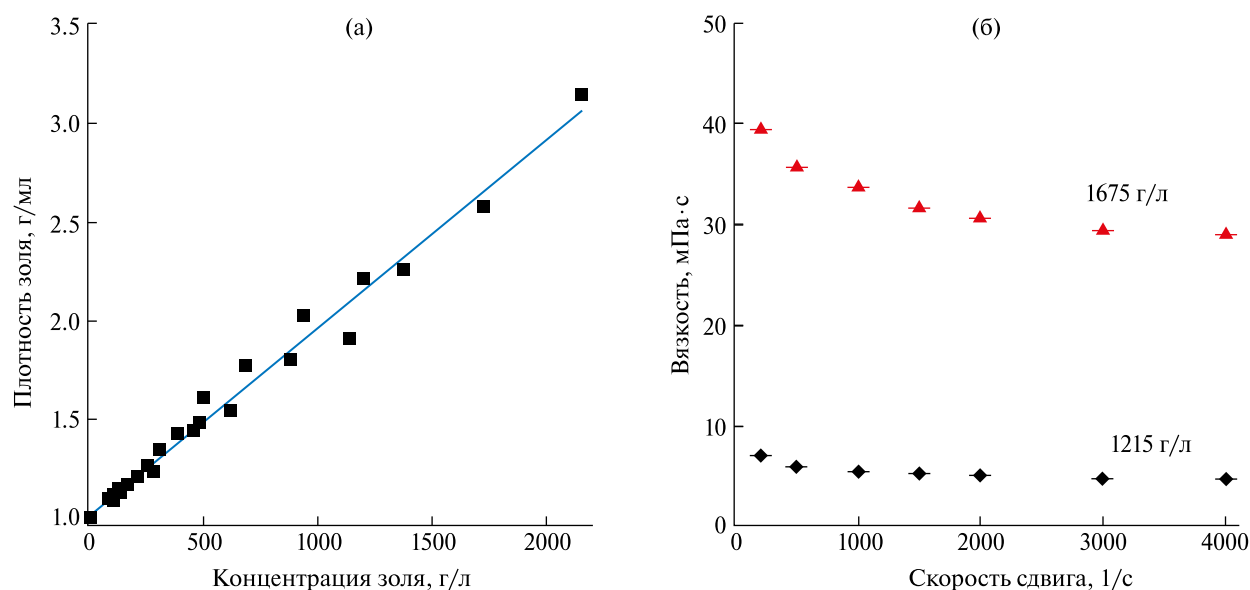 (а)
Плотность золя, г/мл
3.5
3.0
2.5
2.0
1.5
1.0
0 500 1000 1500 2000
Концентрация золя, г/л
(б)
Вязкость, мПа·с
50
40
30
20
10
0
1675 г/л
1215 г/л
0 1000 2000 3000 4000
Скорость сдвига, 1/с